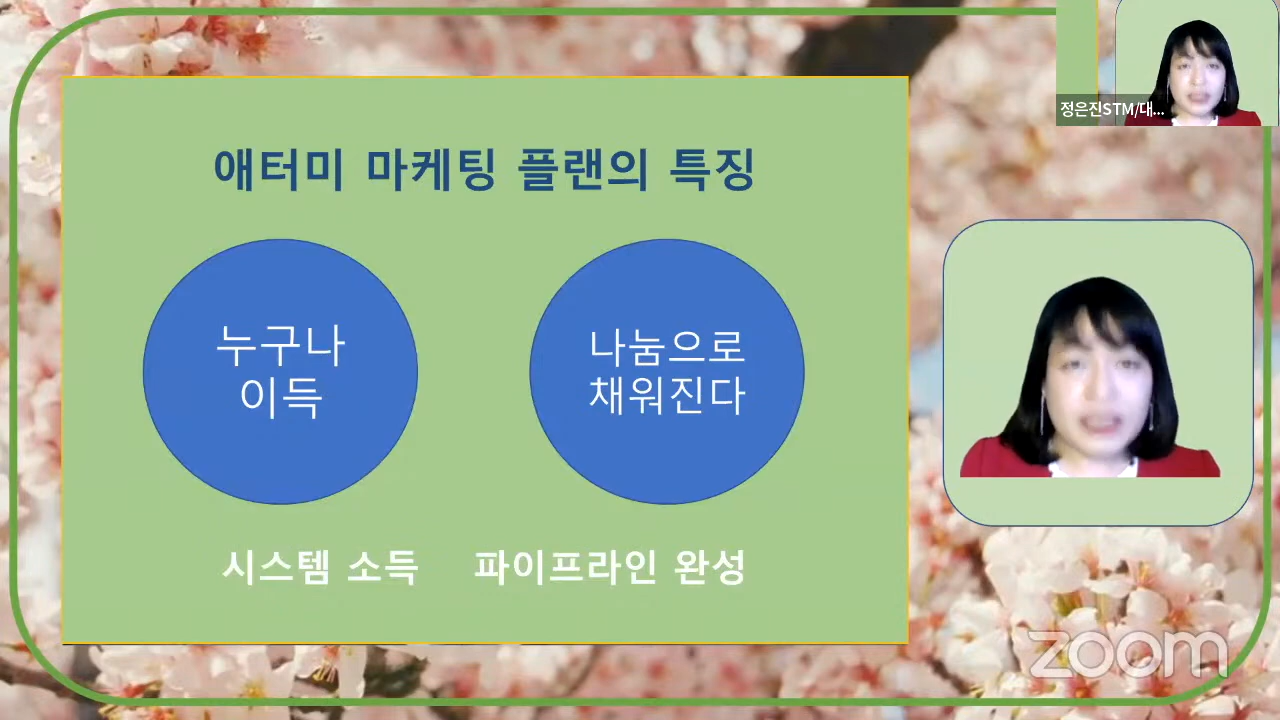 정은진STM/대...
애터미 마케팅 플랜의 특징
누구나
이득
나눔으로
채워진다
시스템 소득 파이프라인 완성
zoom